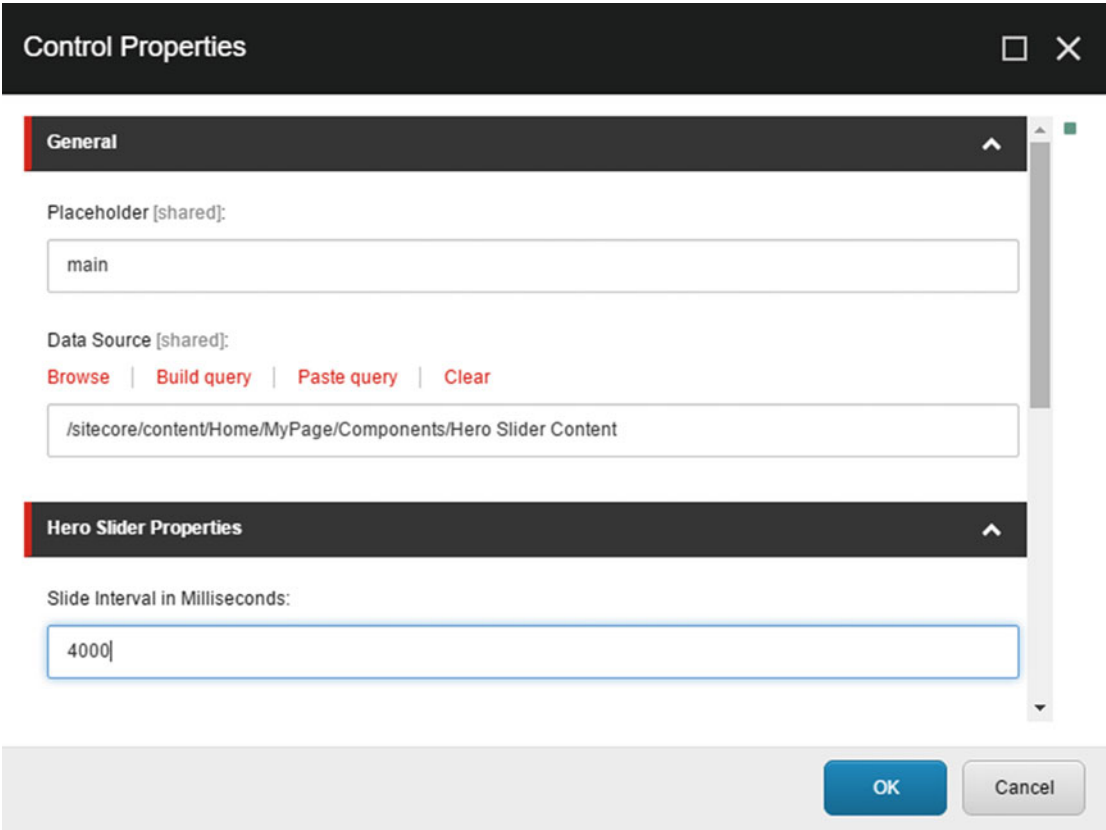 Control Properties
General
Placeholder [shared]:
main
Data Source [shared]:
Browse | Build query | Paste query | Clear
/sitecore/content/Home/MyPage/Components/Hero Slider Content
Hero Slider Properties
Slide Interval in Milliseconds:
4000
OK Cancel